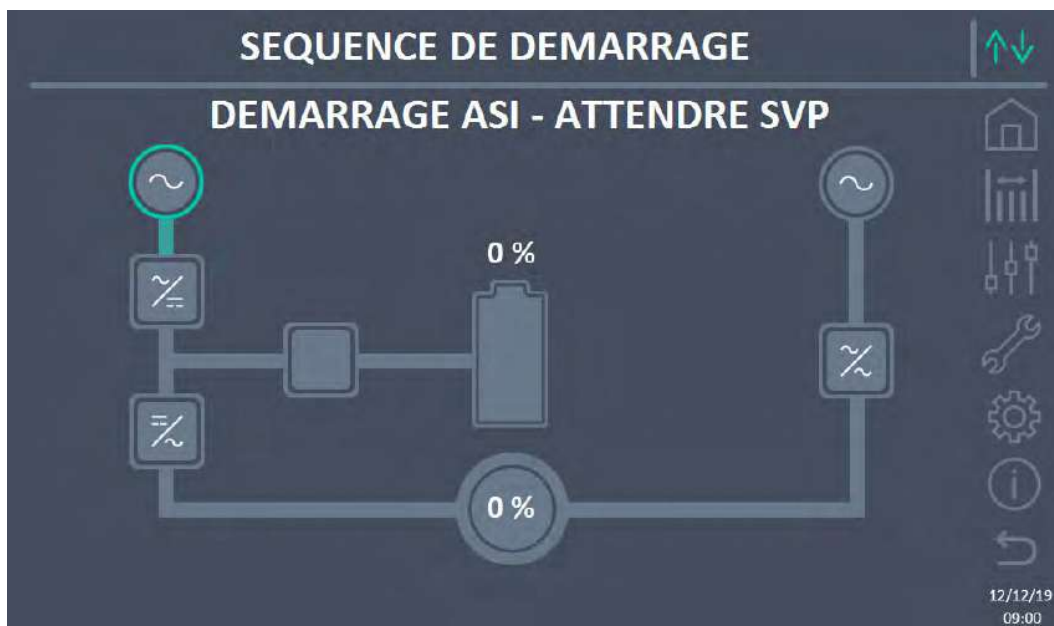 SEQUENCE DE DEMARRAGE
DEMARRAGE ASI - ATTENDRE SVP
0 %
0 %
12/12/19
09:00